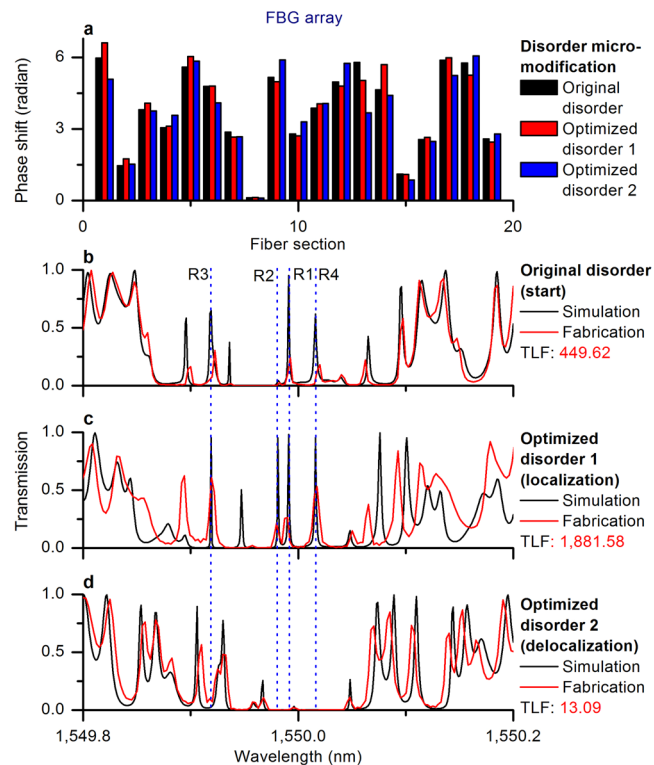 FBG array
a
6
3
0
Phase shift (radian)
0
10
20
Fiber section
Disorder micro-
modification
Original
disorder
Optimized
disorder 1
Optimized
disorder 2
b
R3
R2
R1
R4
1.0
0.5
0.0
Original disorder
(start)
Simulation
Fabrication
TLF: 449.62
c
1.0
0.5
0.0
Transmission
Optimized
disorder 1
(localization)
Simulation
Fabrication
TLF: 1,881.58
d
1.0
0.5
0.0
Optimized
disorder 2
(delocalization)
Simulation
Fabrication
TLF: 13.09
1,549.8
1,550.0
1,550.2
Wavelength (nm)